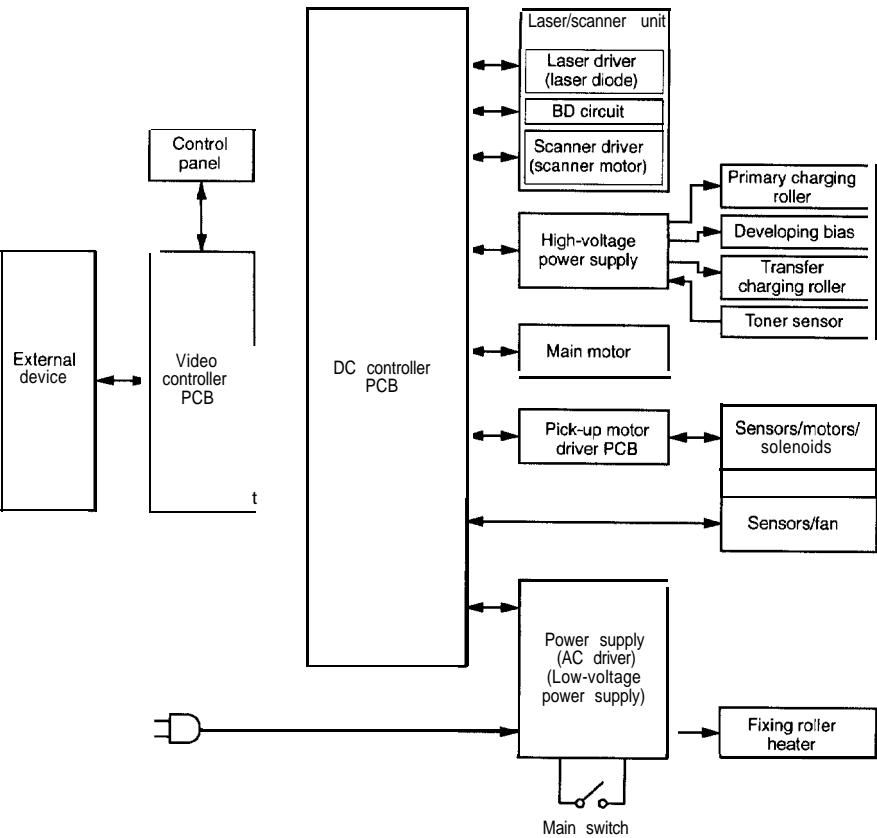 Laser/scanner unit
Laser driver
(laser diode)
BD circuit
Scanner driver
(scanner motor)
Control
panel
Primary charging
roller
Developing bias
High-voltage
power supply
Transfer
charging roller
Toner sensor
External
device
Video
controller
PCB
DC controller
PCB
Main motor
Pick-up motor
driver PCB
Sensors/motors/
solenoids
t
Sensors/fan
Power supply
(AC driver)
(Low-voltage
power supply)
Fixing roller
heater
Main switch